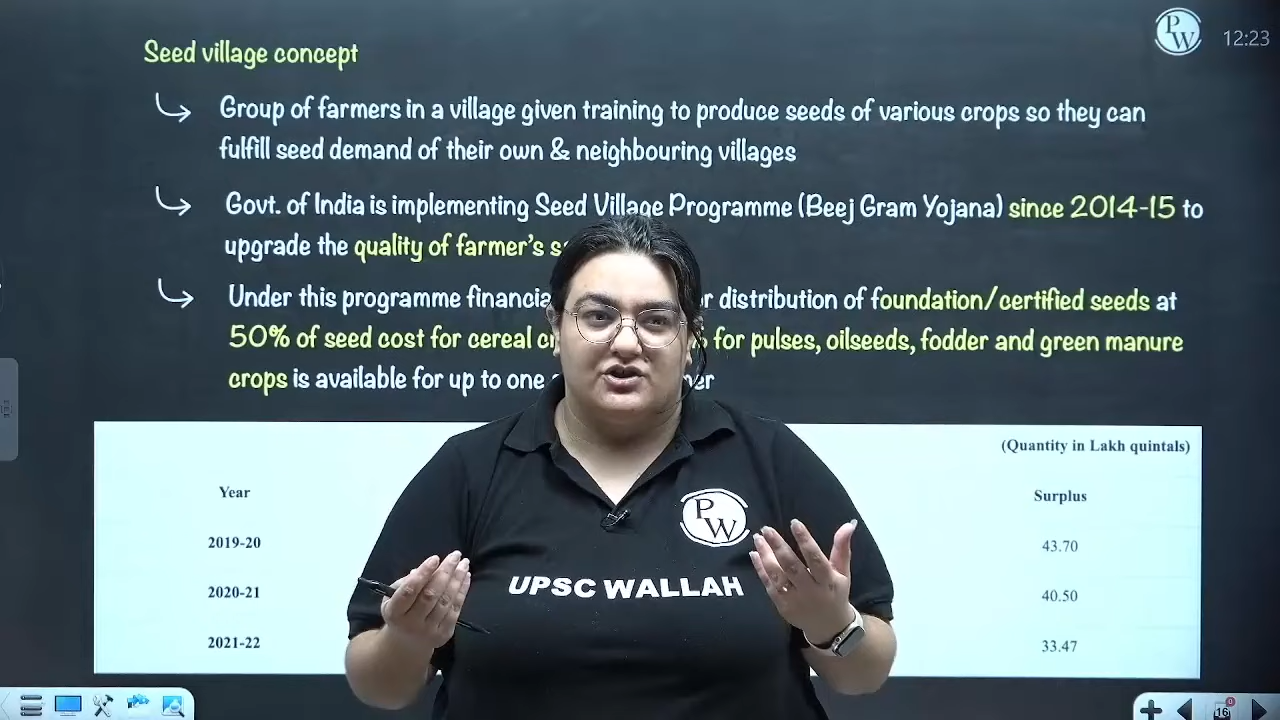 Seed village concept
PW
12:23
Group of farmers in a village given training to produce seeds of various crops so they can
fulfill seed demand of their own & neighbouring villages
Govt. of India is implementing Seed Village Programme (Beej Gram Yojana) since 2014-15 to
upgrade the quality of farmer's
Under this programme distribution of foundation/certified seeds at
50% of seed cost for cereal for pulses, oilseeds, fodder and green manure
crops is available for up to one
(Quantity in Lakh quintals)
Year Surplus
2019-20 43.70
2020-21 40.50
2021-22 33.47
PW
UPSC WALLAH
16